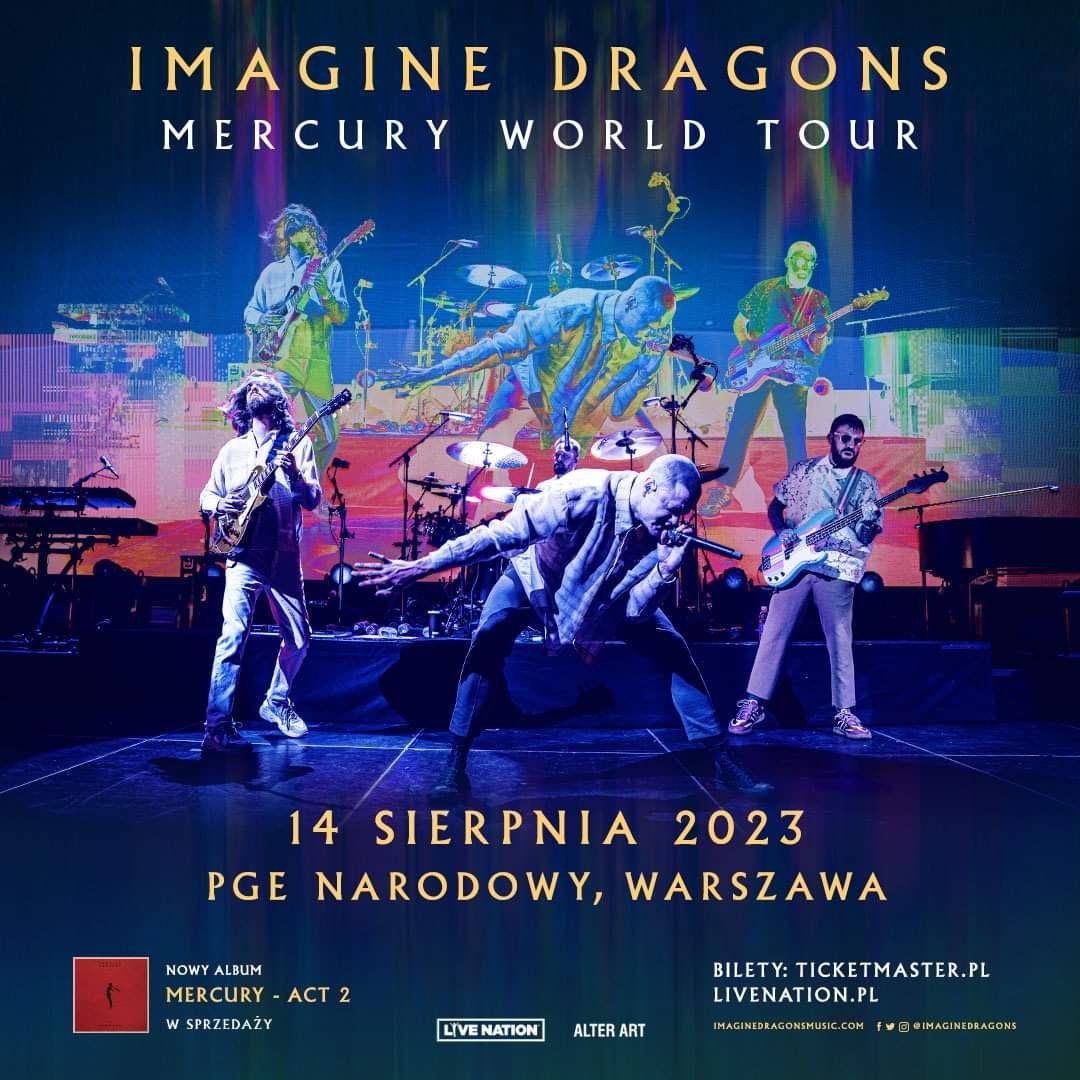 IMAGINE DRAGONS
MERCURY WORLD TOUR
14 SIERPNIA 2023
PGE NARODOWY, WARSZAWA
NOWY ALBUM
MERCURY - ACT 2
W SPRZEDAŻY
LIVE NATION
ALTER ART
BILETY: TICKETMASTER.PL
LIVENATION.PL
IMAGINEDRAGONSMUSIC.COM @IMAGINEDRAGONS